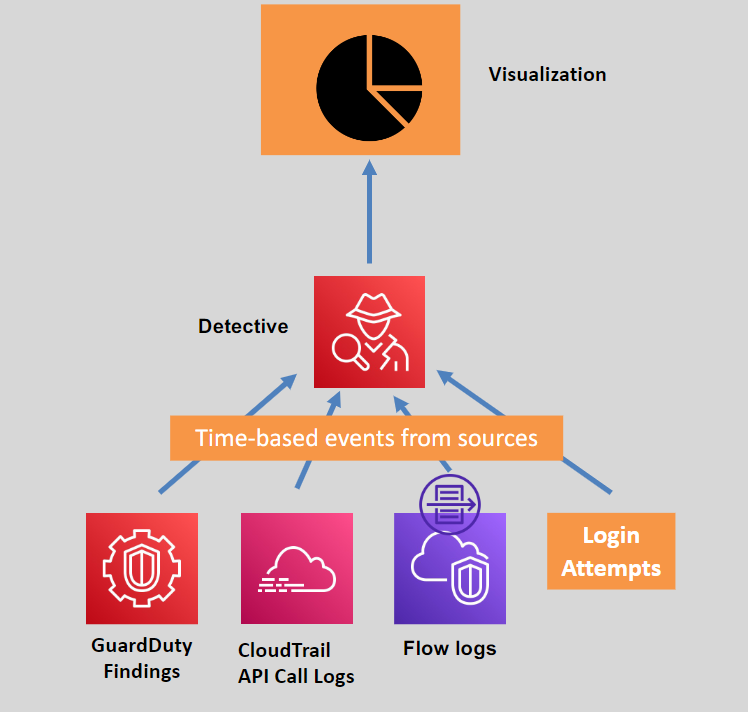 Visualization
Detective
Time-based events from sources
Login
Attempts
GuardDuty
Findings
CloudTrail
API Call Logs
Flow logs